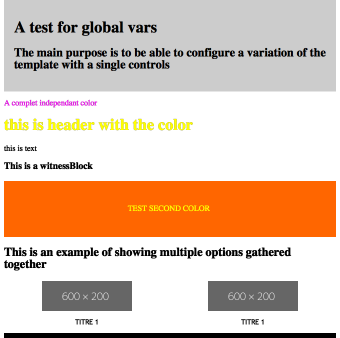 A test for global vars
The main purpose is to be able to configure a variation of the
template with a single controls
A complet independant color
this is header with the color
this is text
This is a witnessBlock
TEST SECOND COLOR
This is an example of showing multiple options gathered
together
600 × 200
600 × 200
TITRE 1
TITRE 1